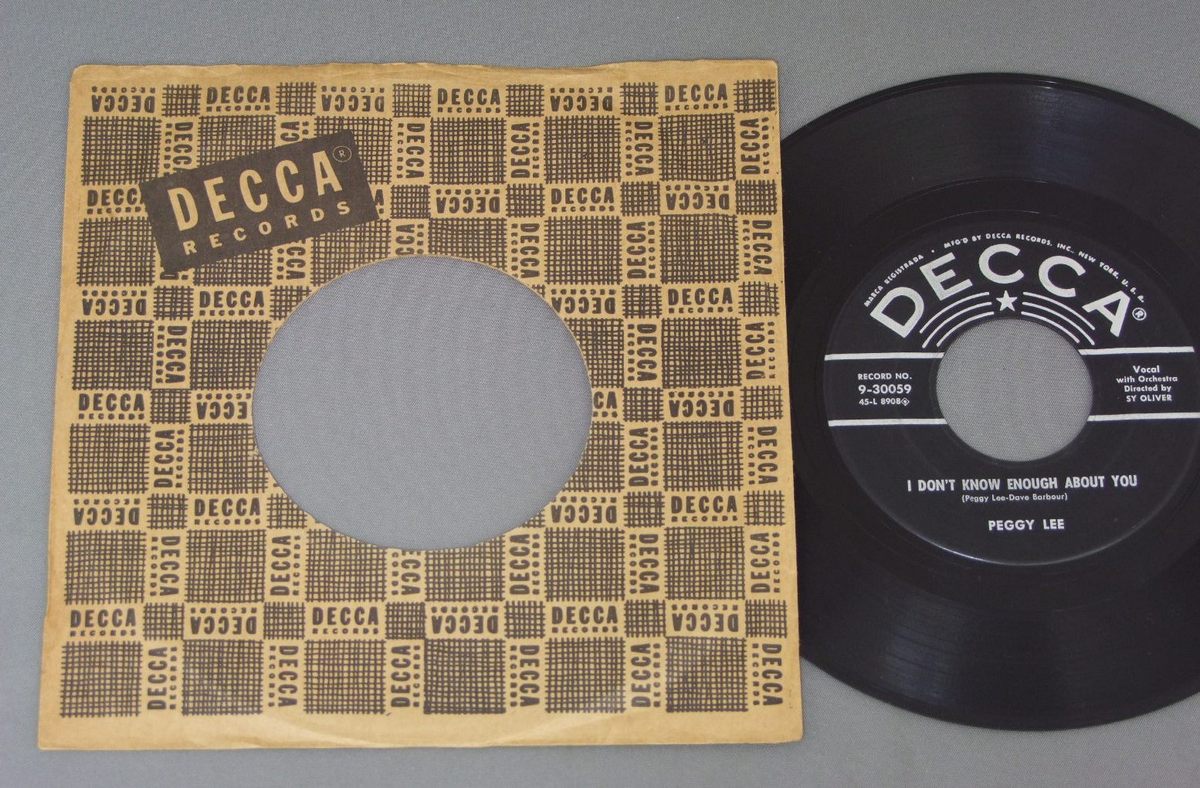 DECCA®
RECORDS
MARCA REGISTRADA • MFG'D BY DECCA RECORDS, INC., NEW YORK, U. S. A.
DECCA®
RECORD NO.
9-30059
45-L 8908
Vocal
with Orchestra
Directed by
SY OLIVER
I DON'T KNOW ENOUGH ABOUT YOU
(Peggy Lee-Dave Barbour)
PEGGY LEE